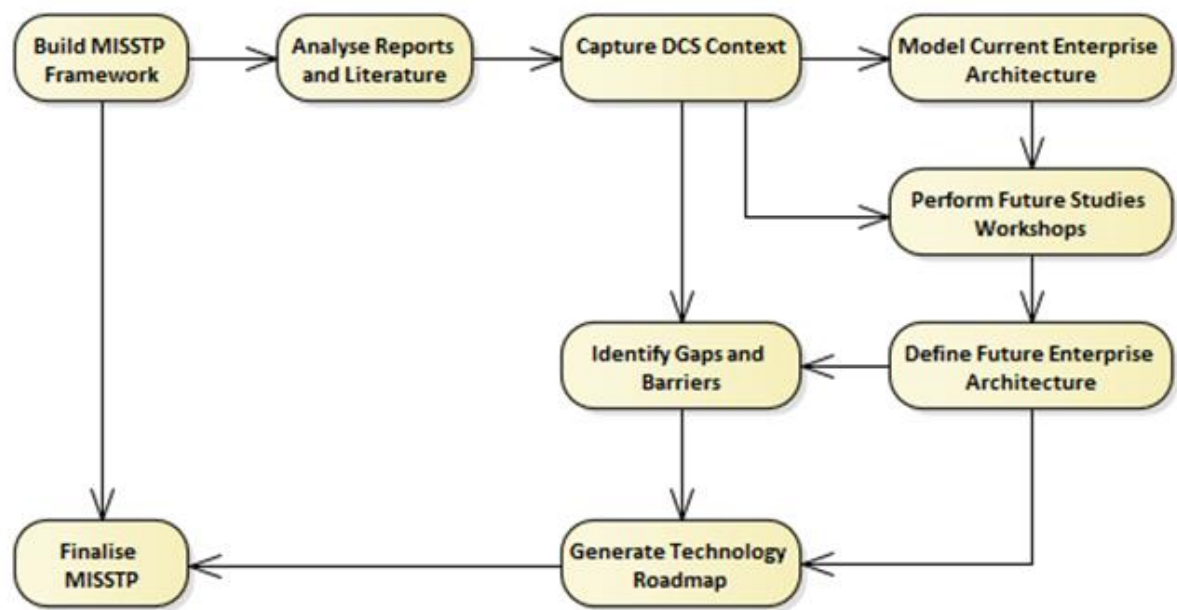 Build MISSTP
Framework
Analyse Reports
and Literature
Capture DCS Context
Model Current Enterprise
Architecture
Perform Future Studies
Workshops
Identify Gaps and
Barriers
Define Future Enterprise
Architecture
Finalise
MISSTP
Generate Technology
Roadmap